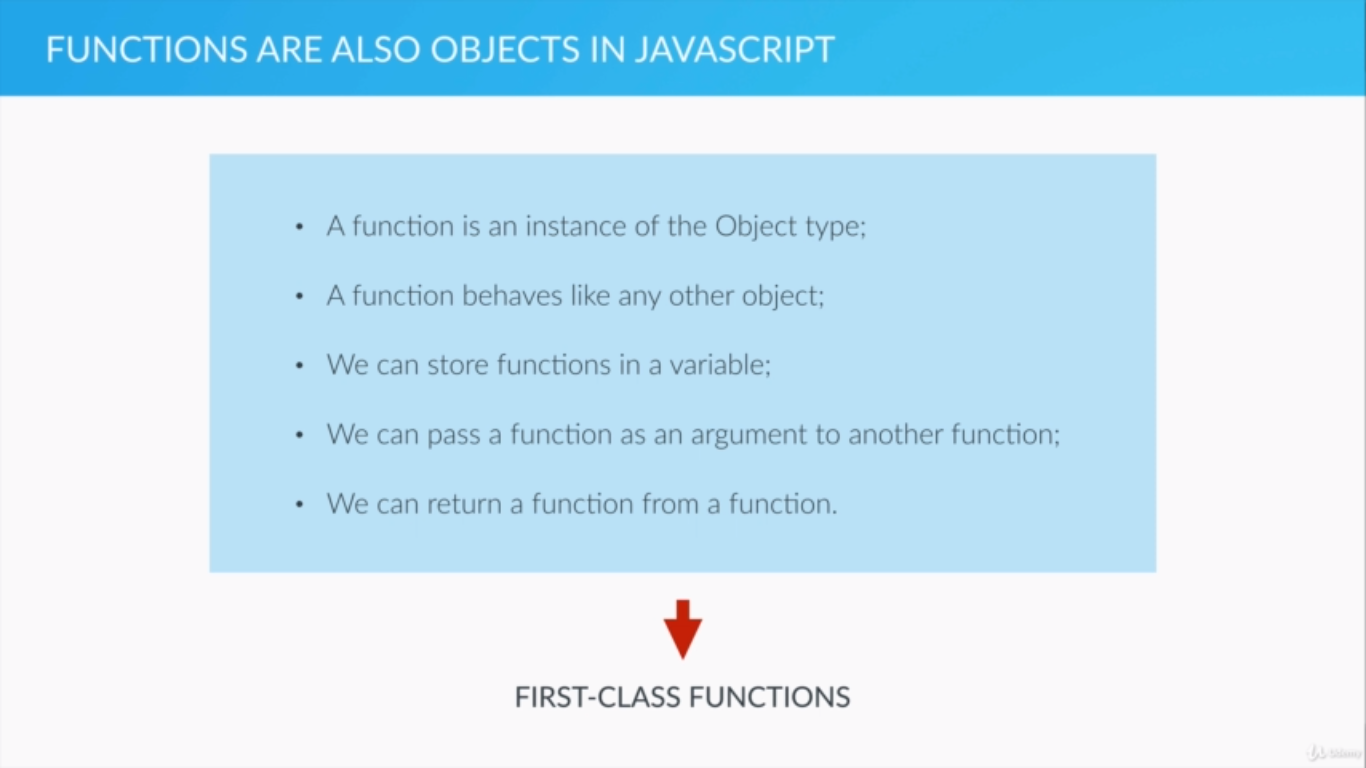 FUNCTIONS ARE ALSO OBJECTS IN JAVASCRIPT
• A function is an instance of the Object type;
• A function behaves like any other object;
• We can store functions in a variable;
• We can pass a function as an argument to another function;
• We can return a function from a function.
FIRST-CLASS FUNCTIONS
Udemy